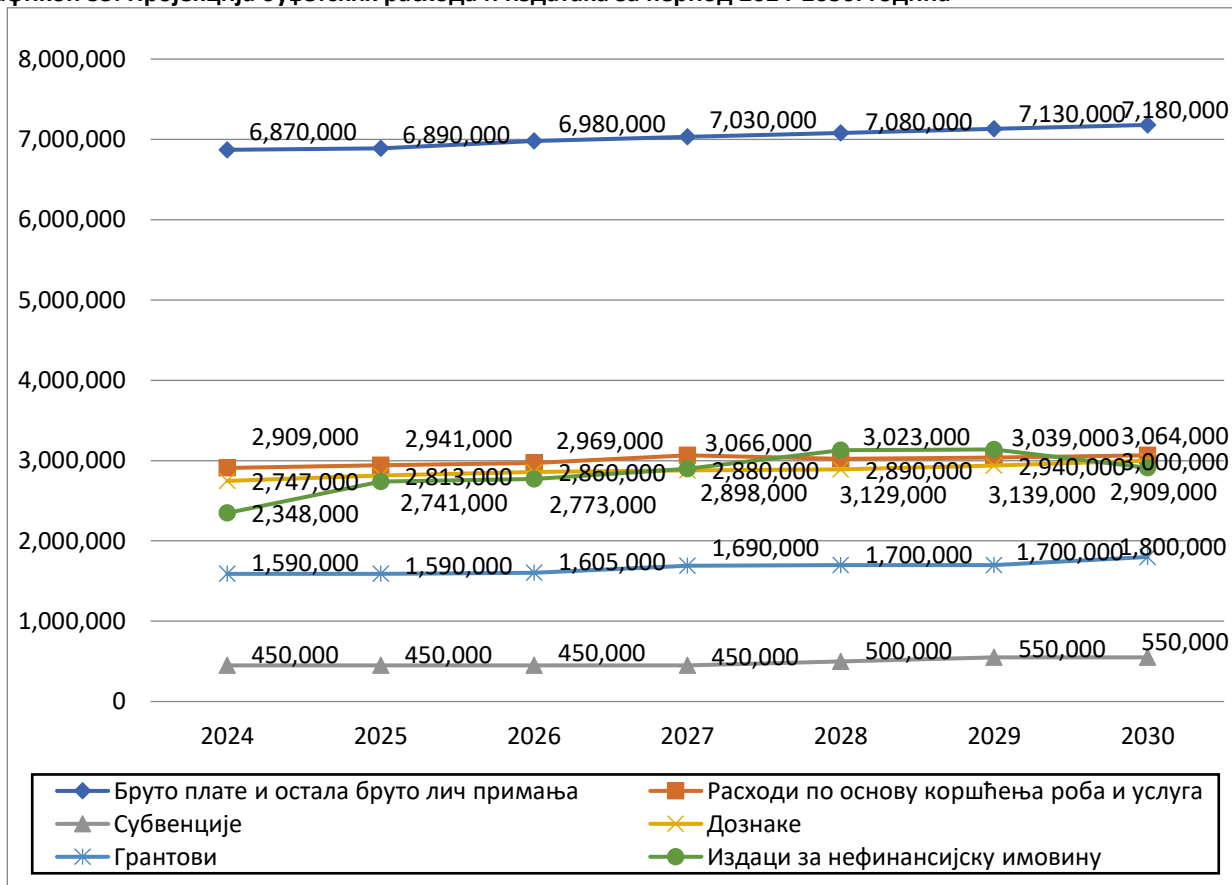 8,000,000
7,000,000
6,000,000
5,000,000
4,000,000
3,000,000
2,000,000
1,000,000
0
6,870,000 6,890,000 6,980,000 7,030,000 7,080,000 7,130,000 7,180,000
2,909,000 2,941,000 2,969,000 3,066,000 3,023,000 3,039,000 3,064,000
2,747,000 2,813,000 2,860,000 2,880,000 2,890,000 2,940,000 3,000,000
2,348,000 2,741,000 2,773,000 2,898,000 3,129,000 3,139,000 2,909,000
1,590,000 1,590,000 1,605,000 1,690,000 1,700,000 1,700,000 1,800,000
450,000 450,000 450,000 450,000 500,000 550,000 550,000
2024 2025 2026 2027 2028 2029 2030
Бруто плате и остала бруто лич примања
Расходи по основу коршћења роба и услуга
Субвенције
Дознаке
Грантови
Издаци за нефинансијску имовину